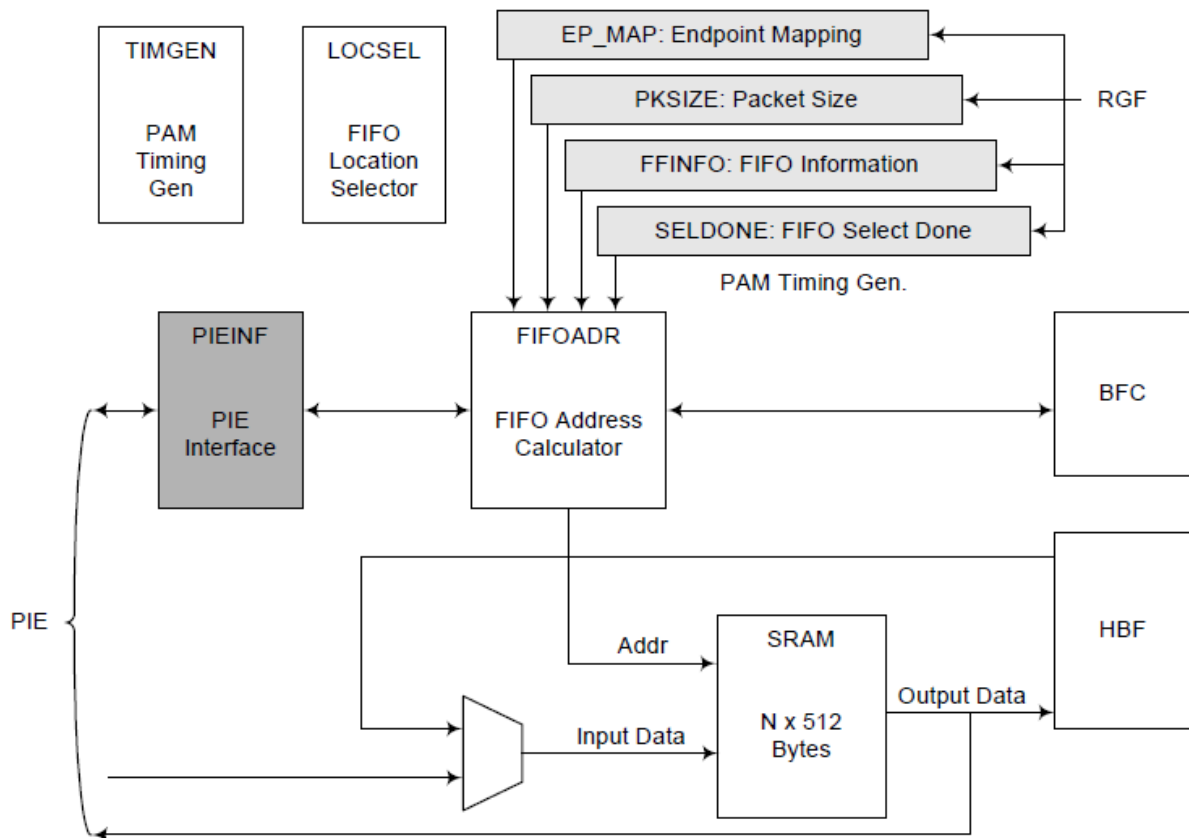 EP_MAP: Endpoint Mapping
TIMGEN
PAM
Timing
Gen
LOCSEL
FIFO
Location
Selector
PKSIZE: Packet Size
RGF
FFINFO: FIFO Information
SELDONE: FIFO Select Done
PAM Timing Gen.
PIEINF
PIE
Interface
FIFOADR
FIFO Address
Calculator
BFC
PIE
Addr
SRAM
N x 512
Bytes
HBF
Output Data
Input Data